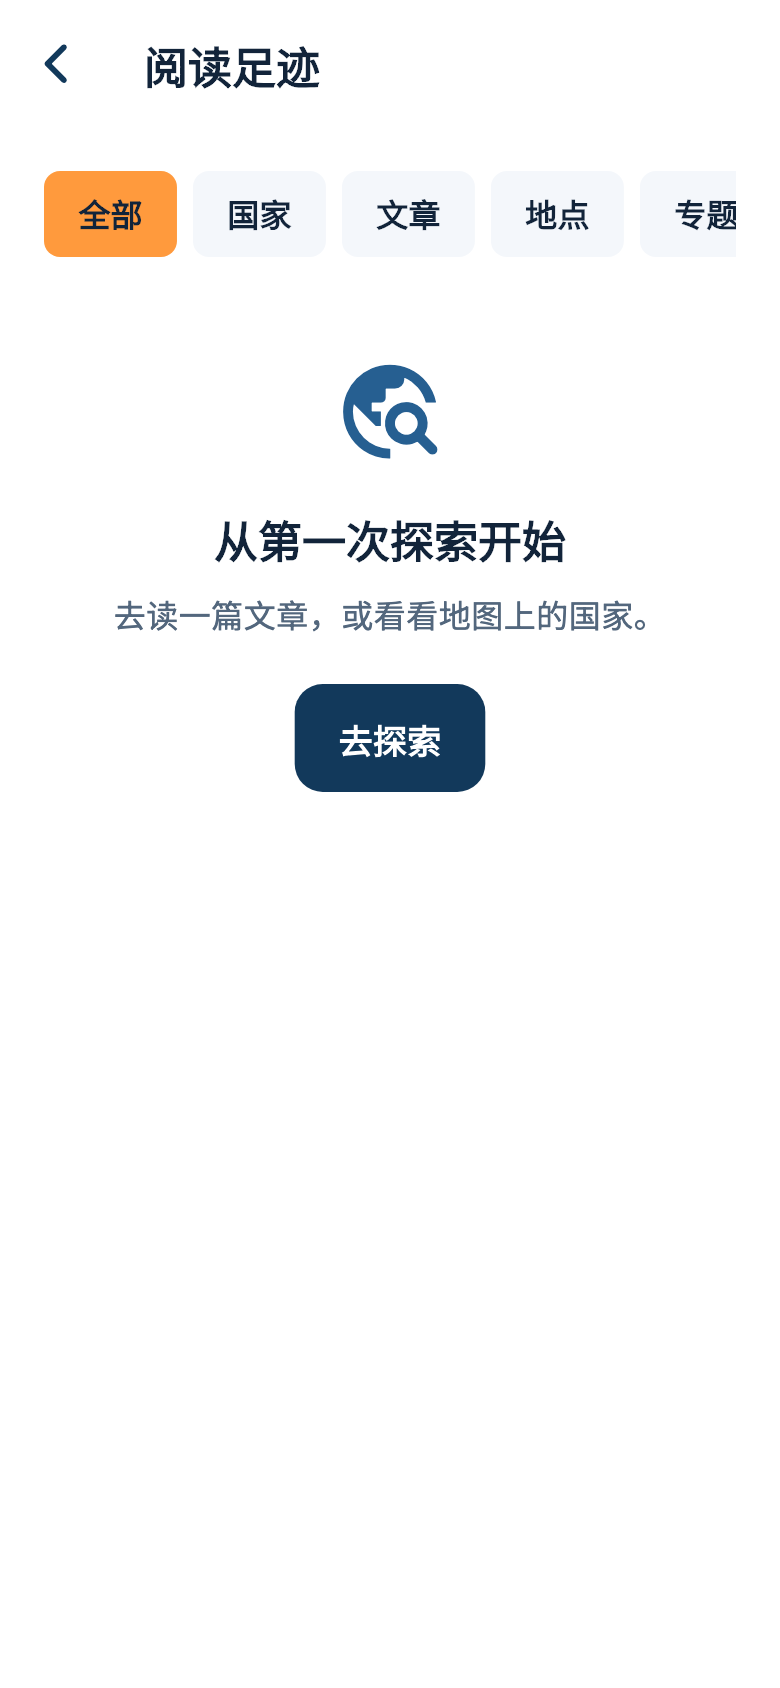 阅读足迹
全部 国家 文章 地点 专题
从第一次探索开始
去读一篇文章，或看看地图上的国家。
去探索